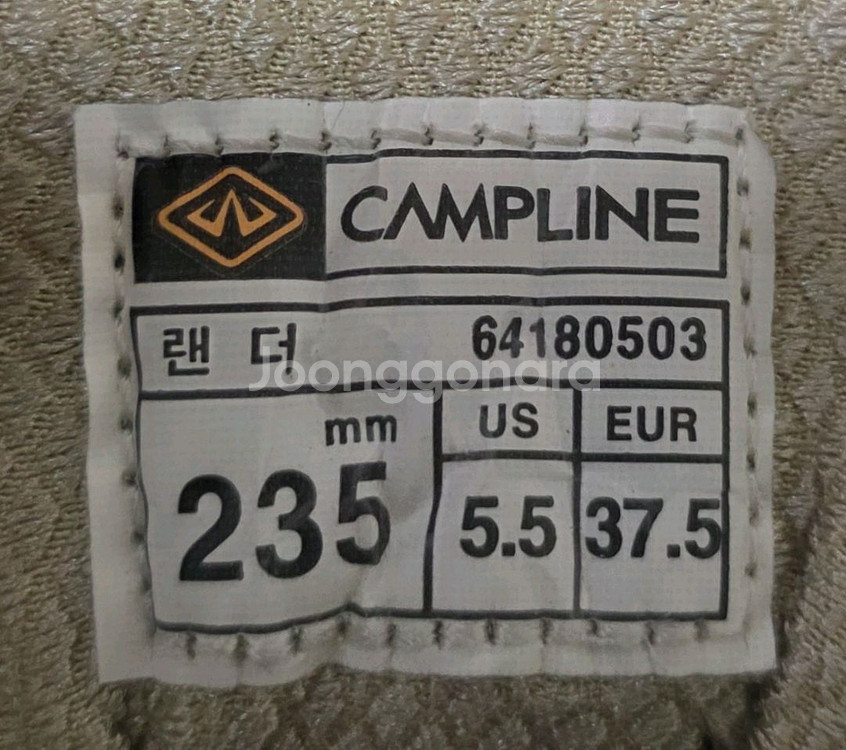 CAMPLINE
랜 더 64180503
Joonggonara
mm US EUR
235 5.5 37.5